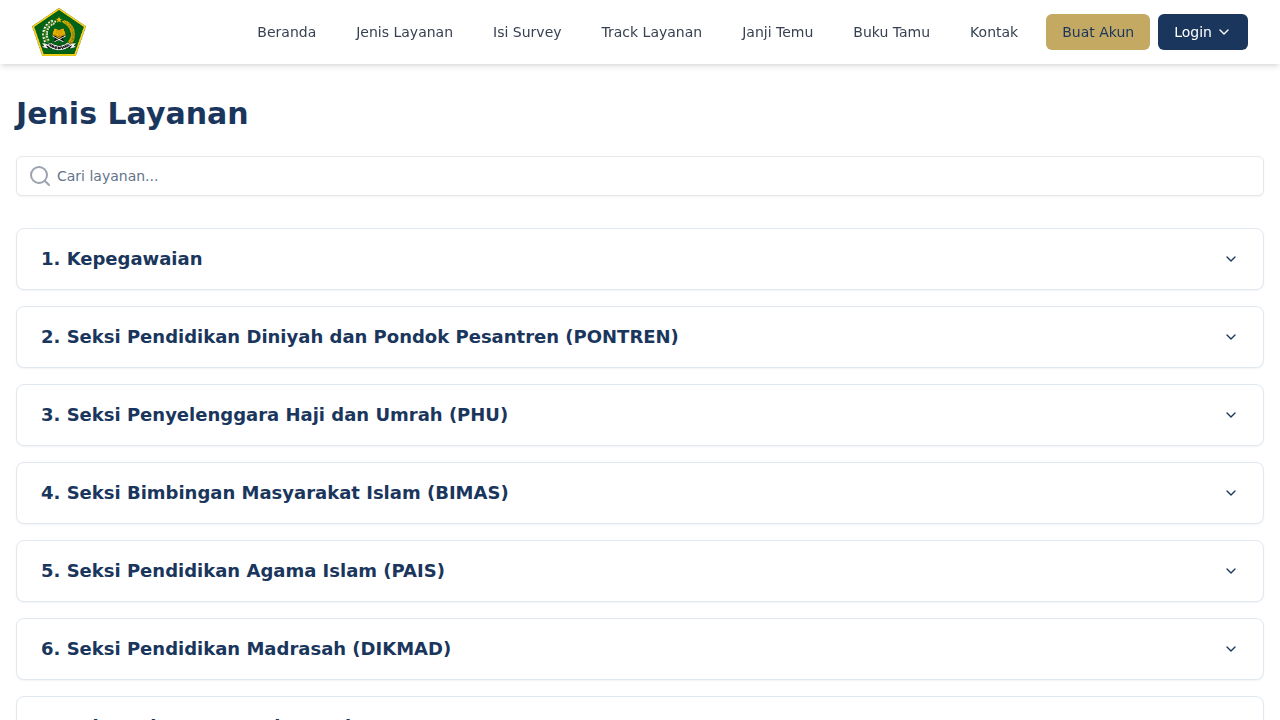 Beranda
Jenis Layanan
Isi Survey
Track Layanan
Janji Temu
Buku Tamu
Kontak
Buat Akun
Login
Jenis Layanan
Cari layanan...
1. Kepegawaian
2. Seksi Pendidikan Diniyah dan Pondok Pesantren (PONTREN)
3. Seksi Penyelenggara Haji dan Umrah (PHU)
4. Seksi Bimbingan Masyarakat Islam (BIMAS)
5. Seksi Pendidikan Agama Islam (PAIS)
6. Seksi Pendidikan Madrasah (DIKMAD)